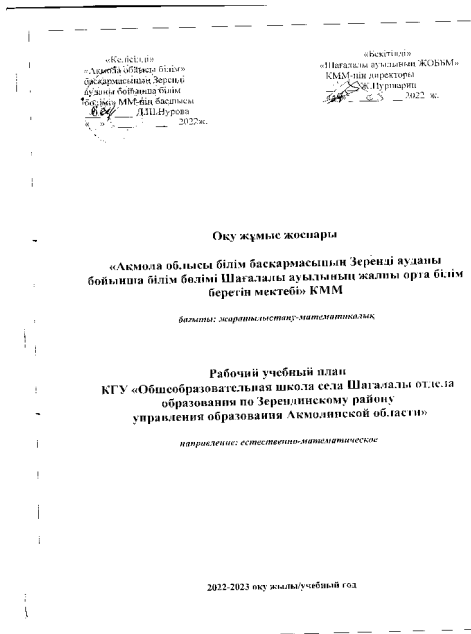 «Келісілді»
«Ақмола облысы білім»
басқармасының Зеренді
ауданы бойынша білім
бөлімі» ММ-нің басшысы
Д.Ш.Нурова
« » 2022ж.
«Бекітілді»
«Шағалалы ауылының ЖОББМ»
КММ-нің директоры
2022 ж.
Оқу жұмыс жоспары
«Ақмола облысы білім басқармасының Зеренді ауданы
бойынша білім бөлімі Шағалалы ауылының жалпы орта білім
беретін мектебі» КММ
бағыты: жаратылыстану-математикалық
Рабочий учебный план
КГУ «Общеобразовательная школа села Шагалалы отдела
образования по Зерендинскому району
управления образования Акмолинской области»
направление: естественно-математическое
2022-2023 оқу жылы/учебный год